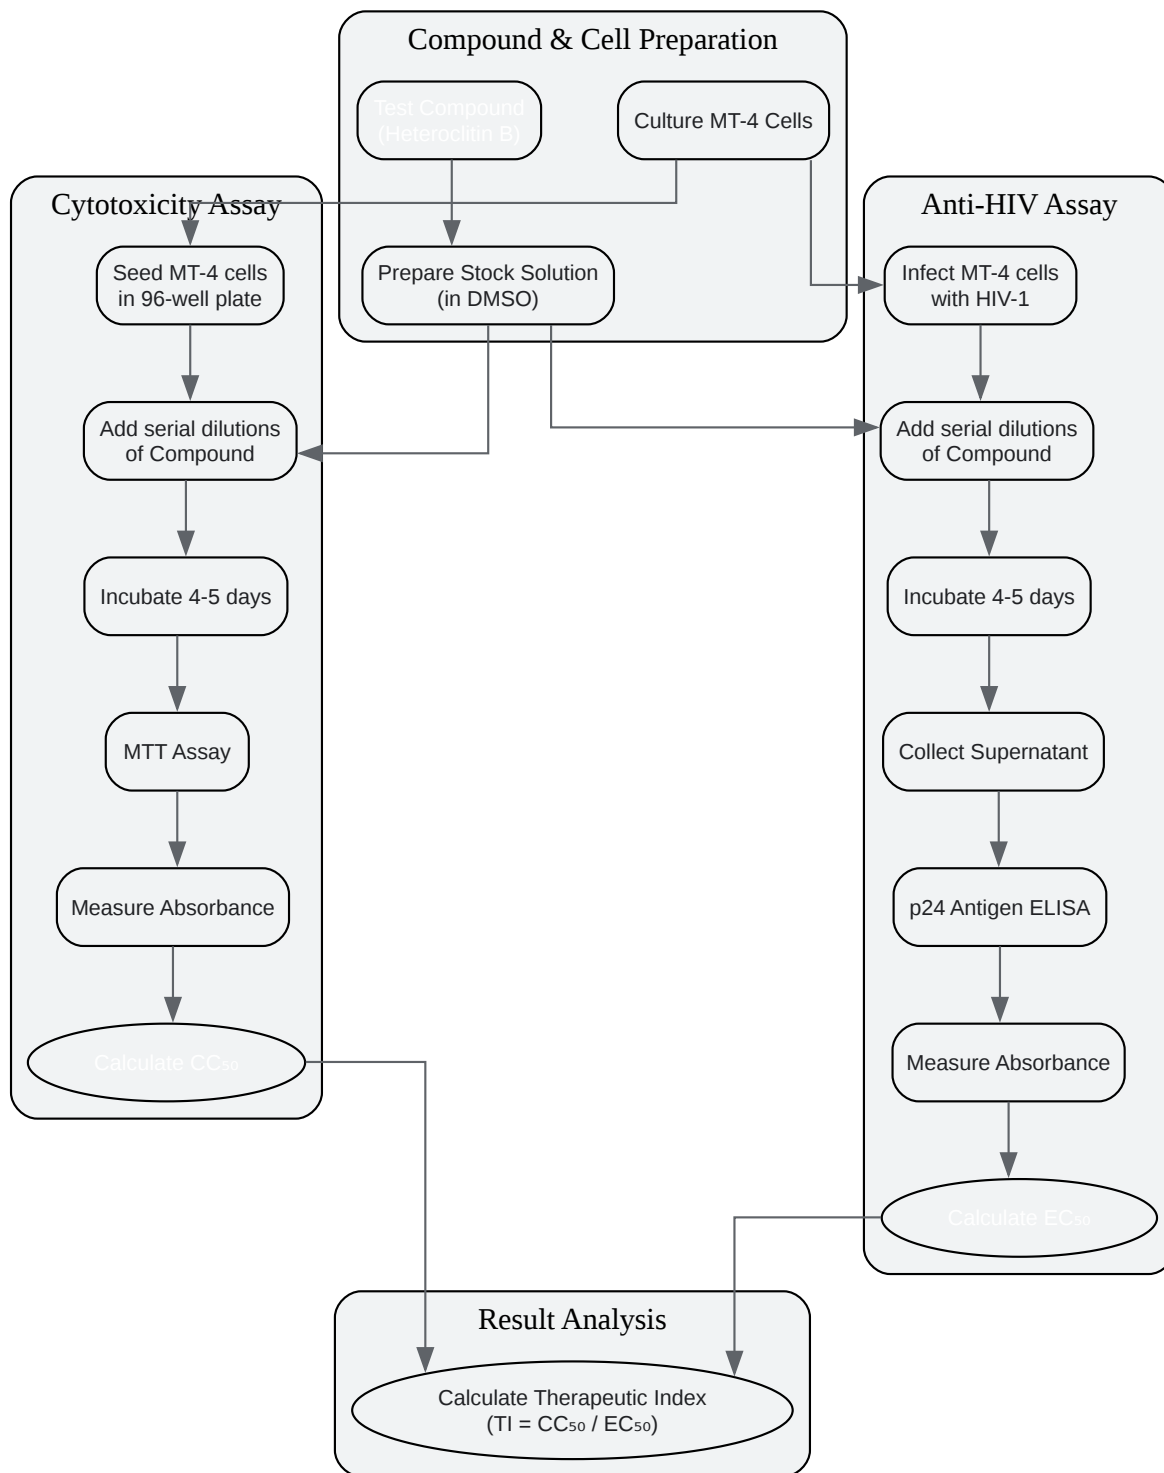 Compound & Cell Preparation
Test Compound
(Heteroclitin B)
Culture MT-4 Cells
Prepare Stock Solution
(in DMSO)
Cytotoxicity Assay
Seed MT-4 cells
in 96-well plate
Add serial dilutions
of Compound
Incubate 4-5 days
MTT Assay
Measure Absorbance
Calculate CC₅₀
Anti-HIV Assay
Infect MT-4 cells
with HIV-1
Add serial dilutions
of Compound
Incubate 4-5 days
Collect Supernatant
p24 Antigen ELISA
Measure Absorbance
Calculate EC₅₀
Result Analysis
Calculate Therapeutic Index
(TI = CC₅₀ / EC₅₀)